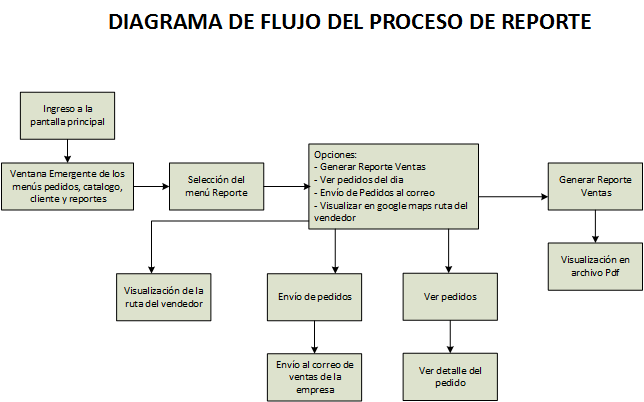 DIAGRAMA DE FLUJO DEL PROCESO DE REPORTE
Ingreso a la
pantalla principal
Ventana Emergente de los
menús pedidos, catalogo,
cliente y reportes
Selección del
menú Reporte
Opciones:
- Generar Reporte Ventas
- Ver pedidos del dia
- Envío de Pedidos al correo
- Visualizar en google maps ruta del
vendedor
Generar Reporte
Ventas
Visualización en
archivo Pdf
Visualización de la
ruta del vendedor
Envío de pedidos
Ver pedidos
Envío al correo de
ventas de la
empresa
Ver detalle del
pedido